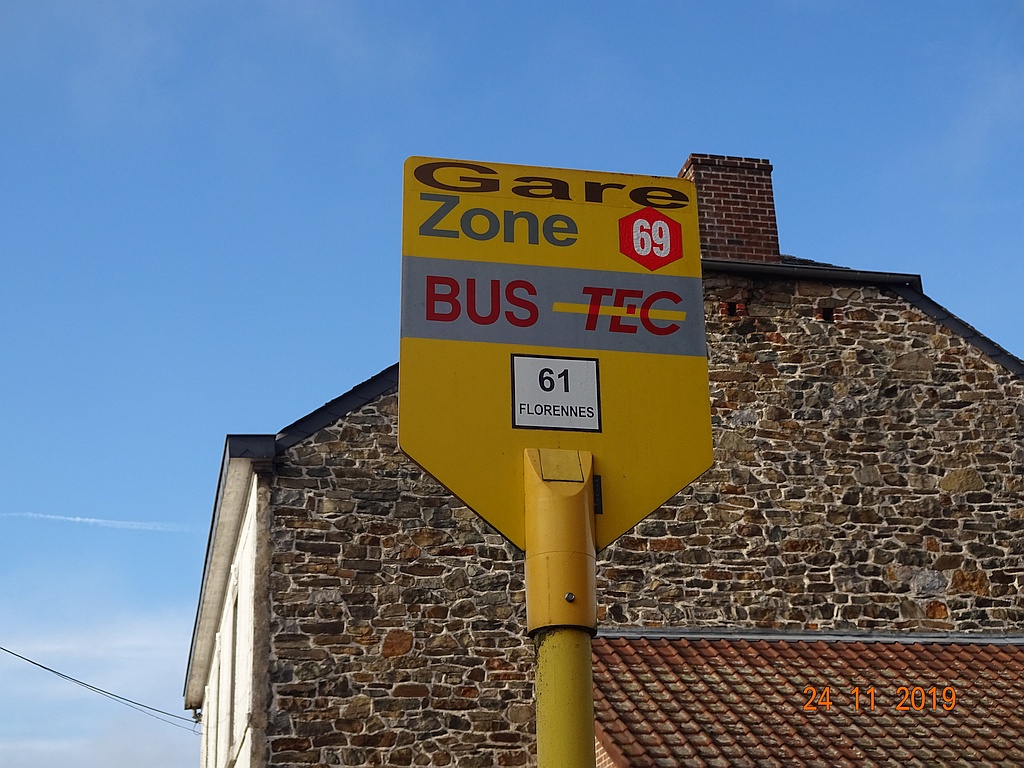 Gare
Zone 69
BUS TEC
61
FLORENNES
24 11 2019